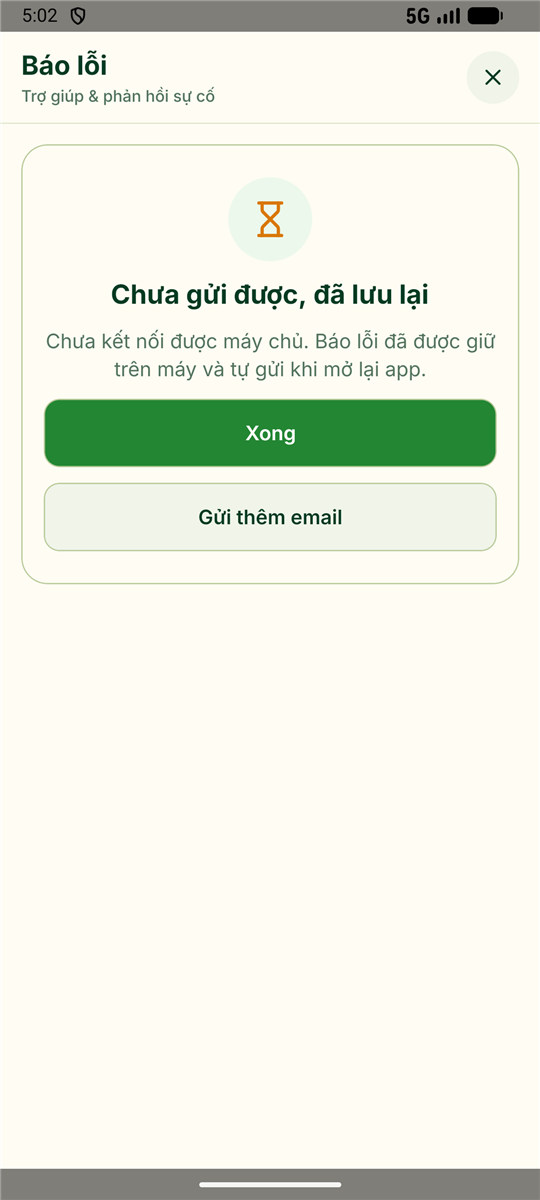 5:02
5G
Báo lỗi
Trợ giúp & phản hồi sự cố
Chưa gửi được, đã lưu lại
Chưa kết nối được máy chủ. Báo lỗi đã được giữ
trên máy và tự gửi khi mở lại app.
Xong
Gửi thêm email